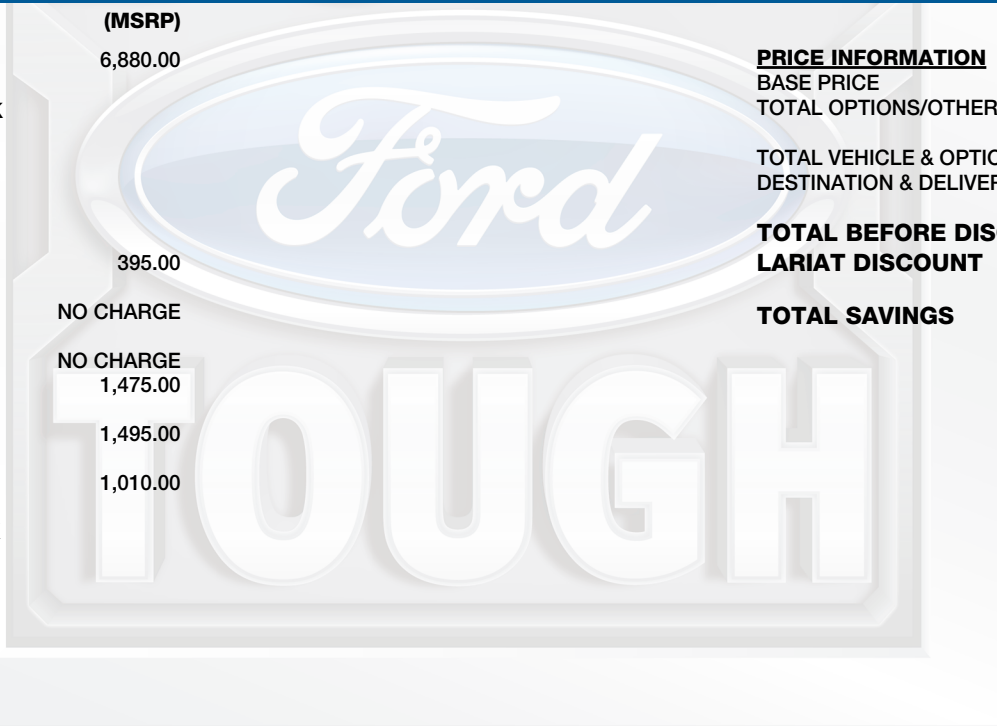 (MSRP)
6,880.00
395.00
NO CHARGE
NO CHARGE
1,475.00
1,495.00
1,010.00
PRICE INFORMATION
BASE PRICE
TOTAL OPTIONS/OTHER
TOTAL VEHICLE & OPTIO
DESTINATION & DELIVER
TOTAL BEFORE DISC
LARIAT DISCOUNT
TOTAL SAVINGS
Ford
TOUGH